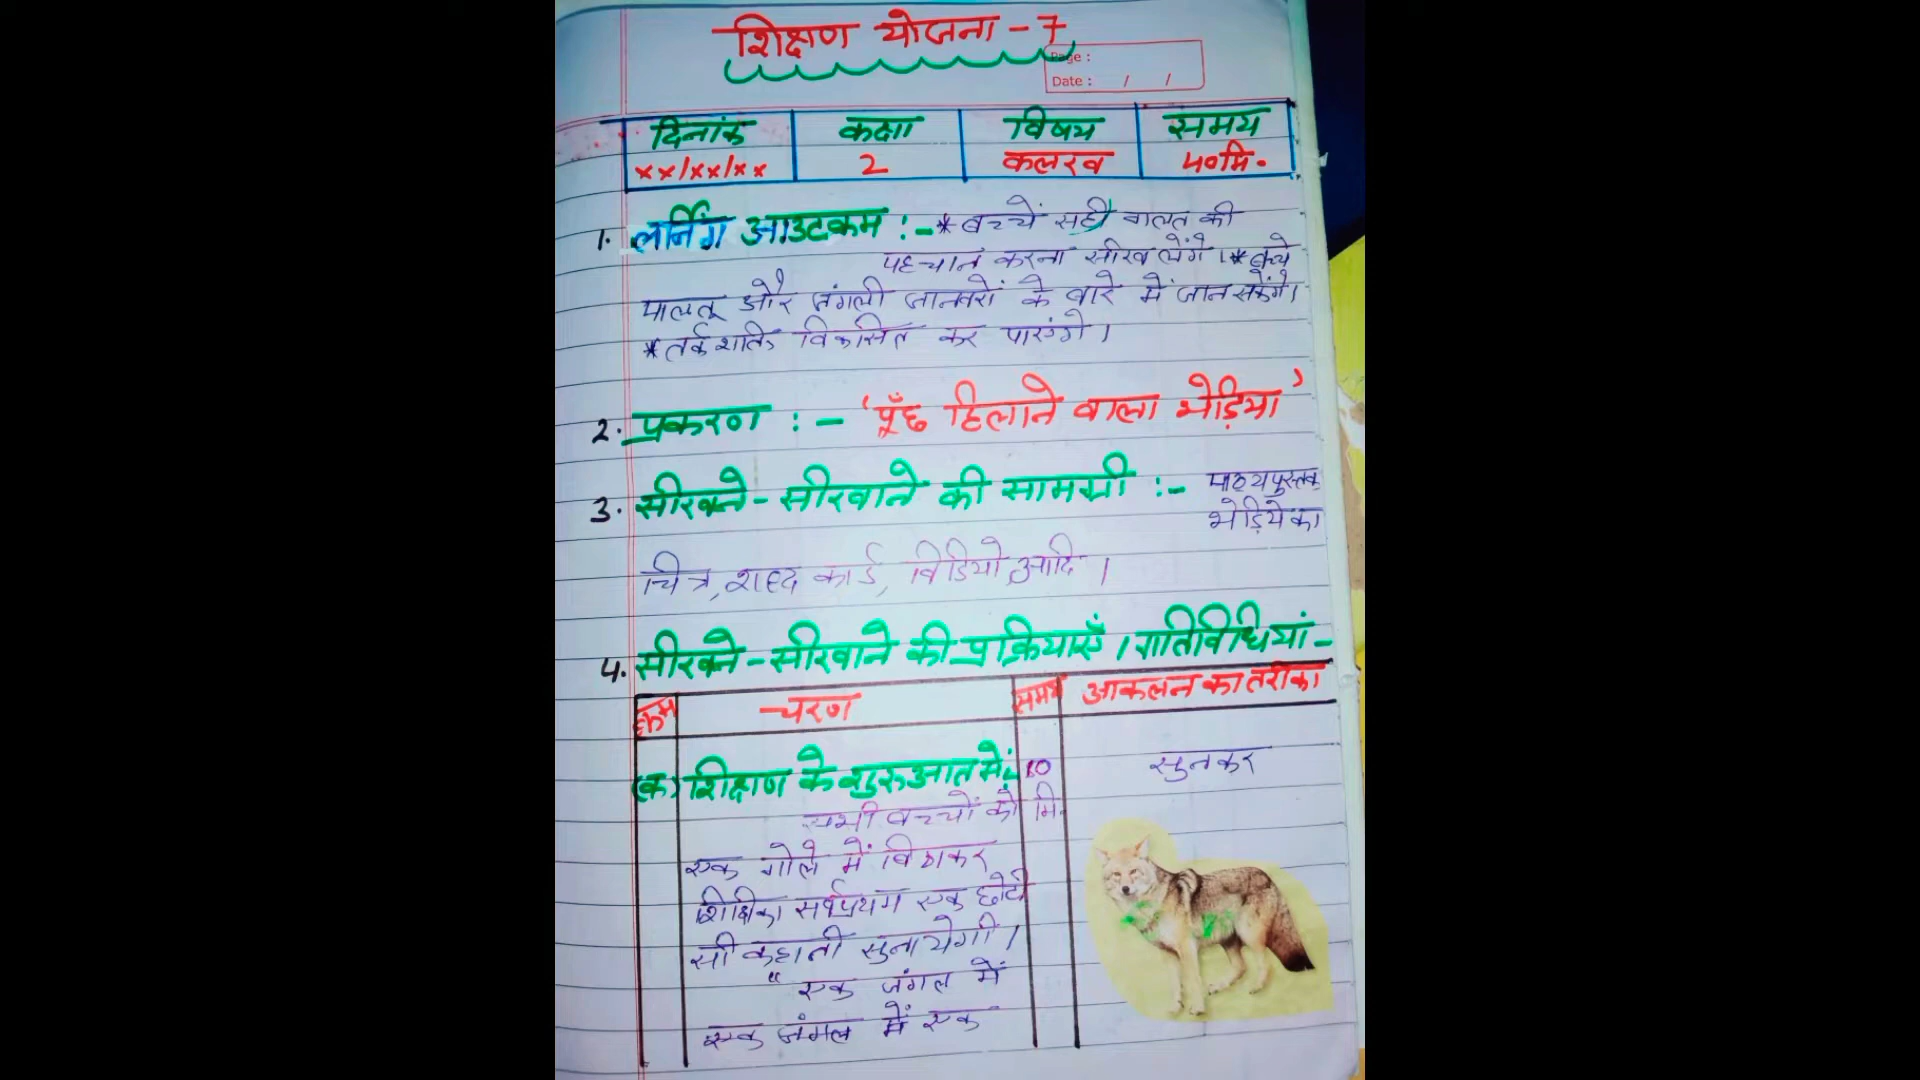 शिक्षण योजना - 7
Page :
Date : / /
दिनांक कक्षा विषय समय
xx/xx/xx 2 कलरव 40मि.
1. लर्निंग आउटकम :- * बच्चें सही गलत की
पहचान करना सीख लेंगे। * बच्चे
पालतू और जंगली जानवरों के बारे में जान सकेंगे।
* तर्कशक्ति विकसित कर पाएंगे।
2. प्रकरण :- 'पूँछ हिलाने वाला भेड़िया'
3. सीखने-सीखाने की सामग्री :- पाठ्यपुस्तक
भेड़िये का
चित्र, शब्द कार्ड, विडियो आदि।
4. सीखने-सीखाने की प्रक्रियाएँ / गतिविधियां-
क्रम चरण समय आकलन का तरीका
(क) शिक्षण के शुरुआत में: 10 सुनकर
सभी बच्चों को मि.
एक गोले में बिठाकर
शिक्षिका सर्वप्रथम एक छोटी
सी कहानी सुनायेगी।
"एक जंगल में
एक जंगल में एक